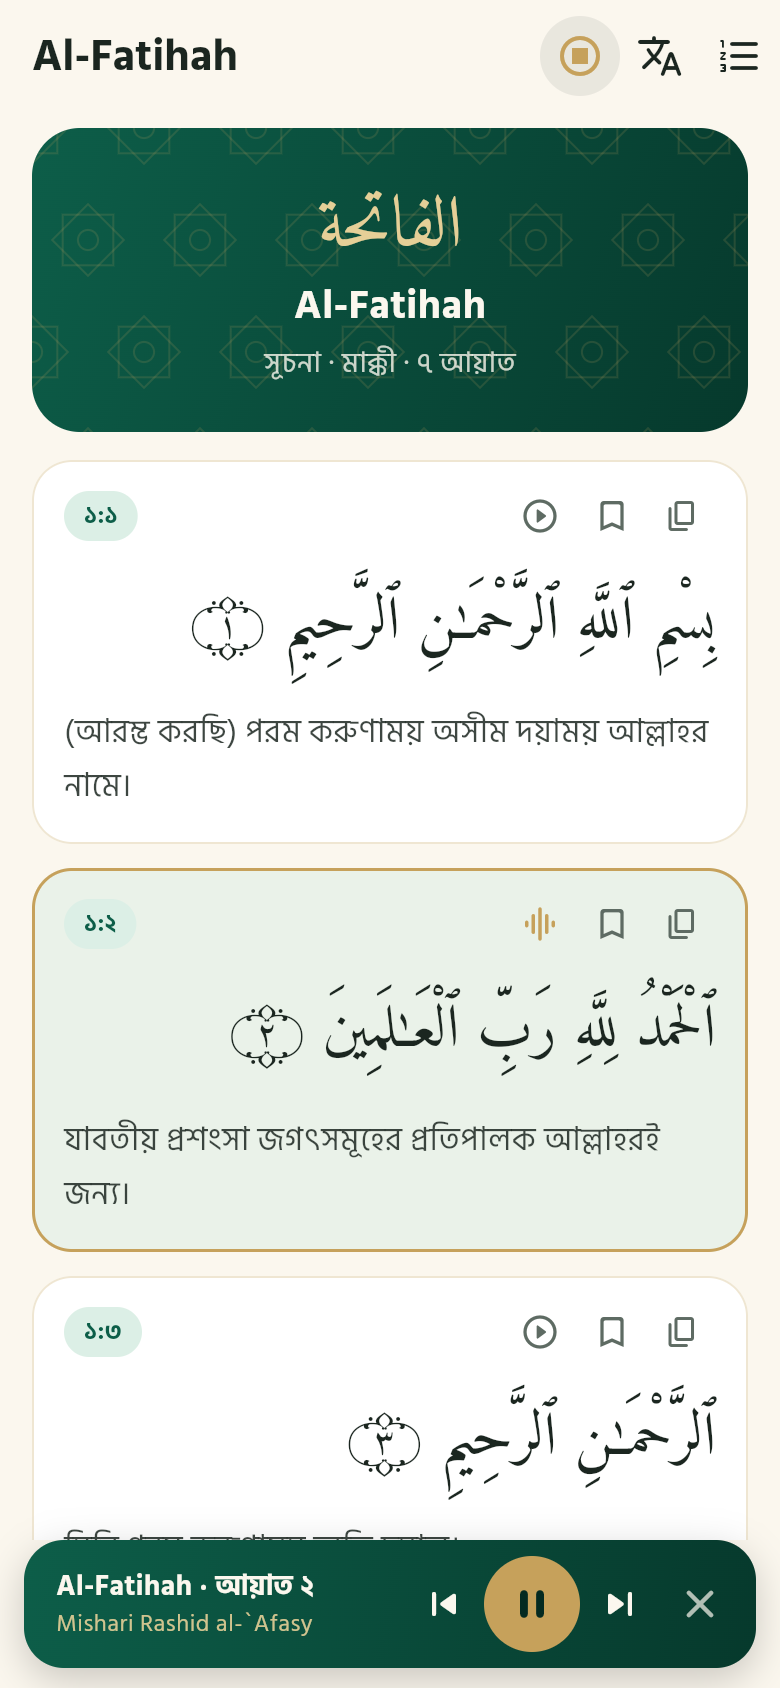 Al-Fatihah
الفاتحة
Al-Fatihah
সূচনা · মাক্কী · ৭ আয়াত
১:১
بِسْمِ ٱللَّهِ ٱلرَّحْمَـٰنِ ٱلرَّحِيمِ ١
(আরম্ভ করছি) পরম করুণাময় অসীম দয়াময় আল্লাহর
নামে।
১:২
ٱلْحَمْدُ لِلَّهِ رَبِّ ٱلْعَـٰلَمِينَ ٢
যাবতীয় প্রশংসা জগৎসমূহের প্রতিপালক আল্লাহরই
জন্য।
১:৩
ٱلرَّحْمَـٰنِ ٱلرَّحِيمِ ٣
Al-Fatihah · আয়াত ২
Mishari Rashid al-`Afasy